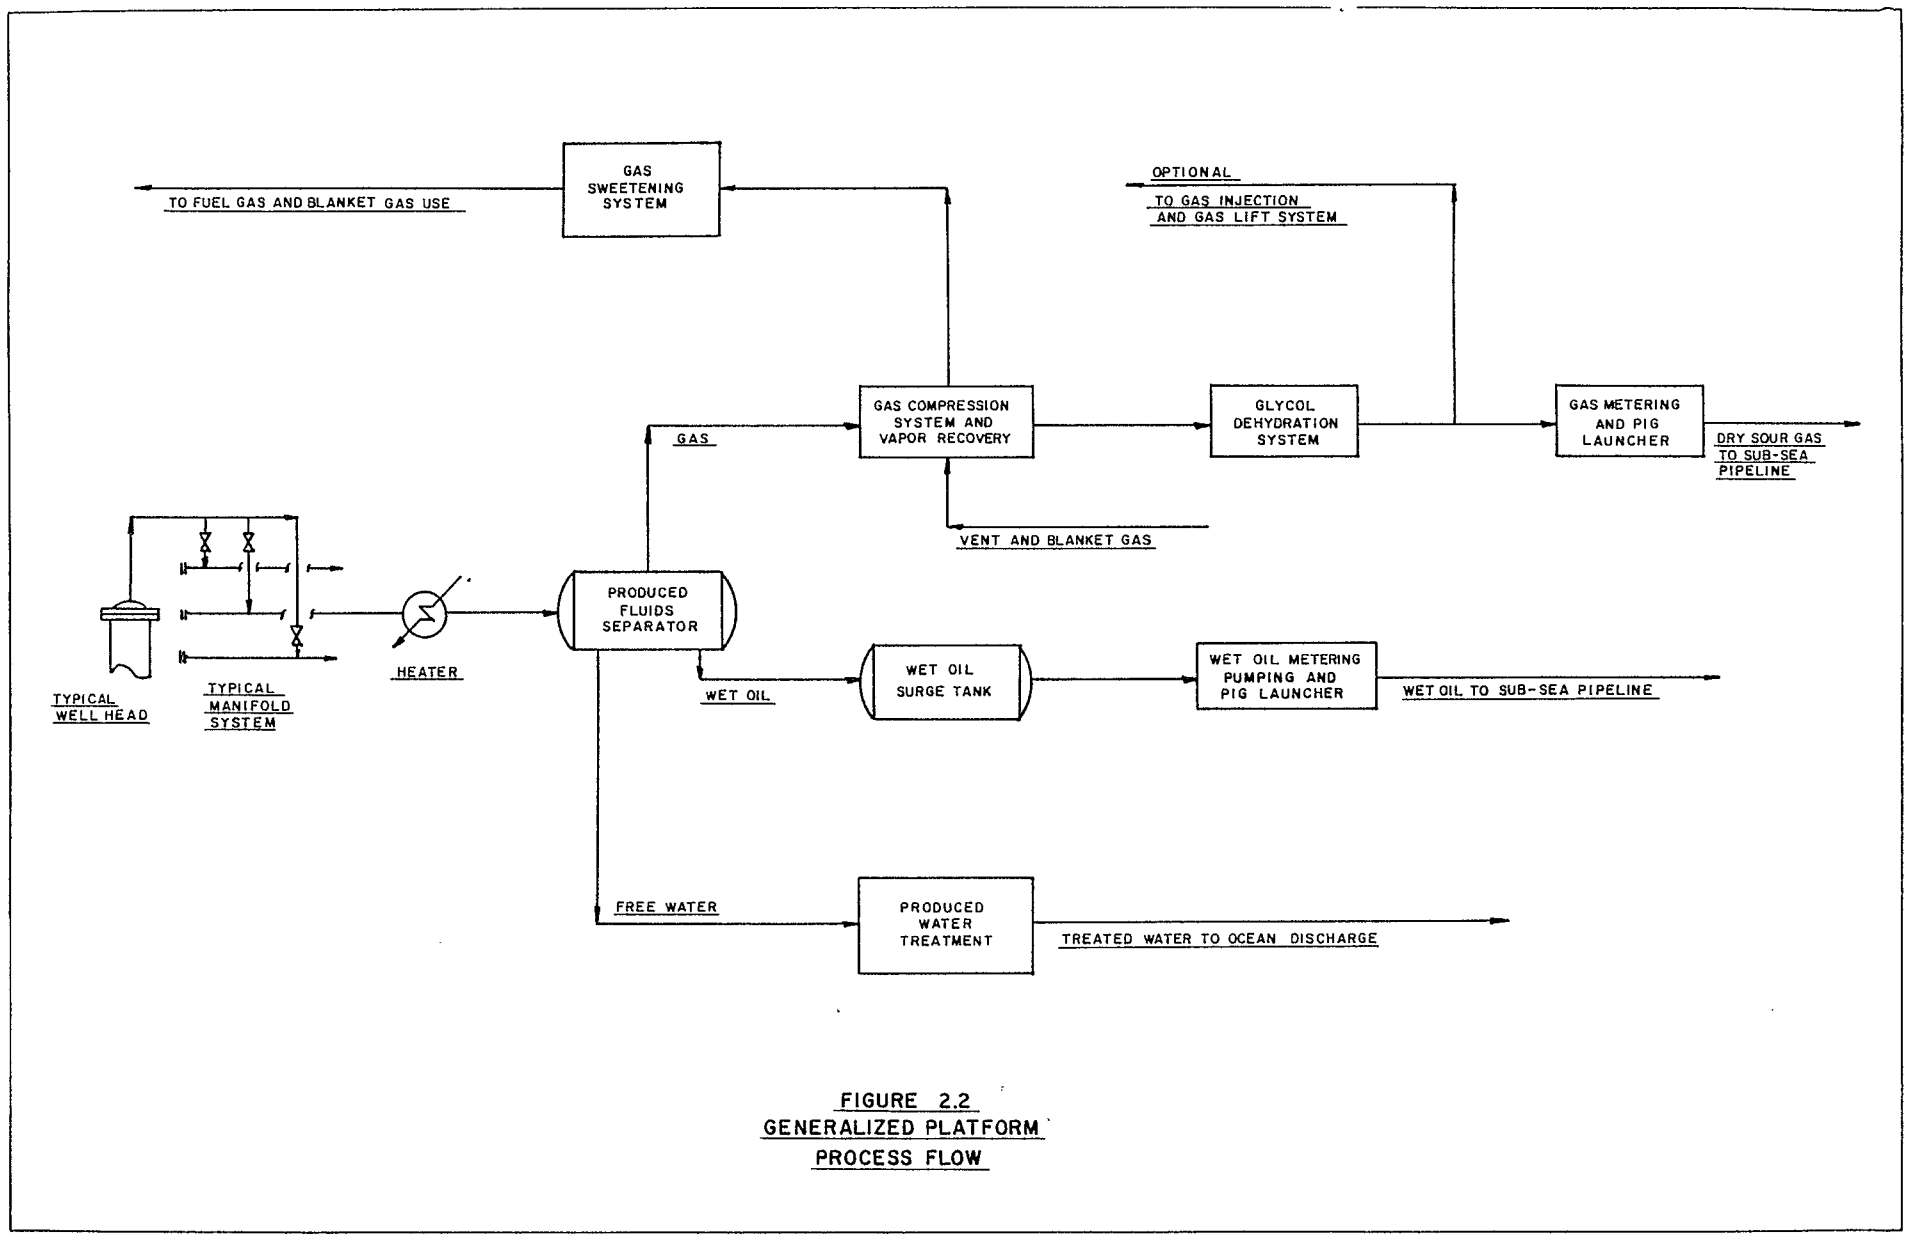 GAS
SWEETENING
SYSTEM
TO FUEL GAS AND BLANKET GAS USE
OPTIONAL
TO GAS INJECTION
AND GAS LIFT SYSTEM
GAS COMPRESSION
SYSTEM AND
VAPOR RECOVERY
GLYCOL
DEHYDRATION
SYSTEM
GAS METERING
AND PIG
LAUNCHER
GAS
DRY SOUR GAS
TO SUB-SEA
PIPELINE
VENT AND BLANKET GAS
PRODUCED
FLUIDS
SEPARATOR
HEATER
TYPICAL
WELL HEAD
TYPICAL
MANIFOLD
SYSTEM
WET OIL
WET OIL
SURGE TANK
WET OIL METERING
PUMPING AND
PIG LAUNCHER
WET OIL TO SUB-SEA PIPELINE
FREE WATER
PRODUCED
WATER
TREATMENT
TREATED WATER TO OCEAN DISCHARGE
FIGURE 2.2
GENERALIZED PLATFORM
PROCESS FLOW